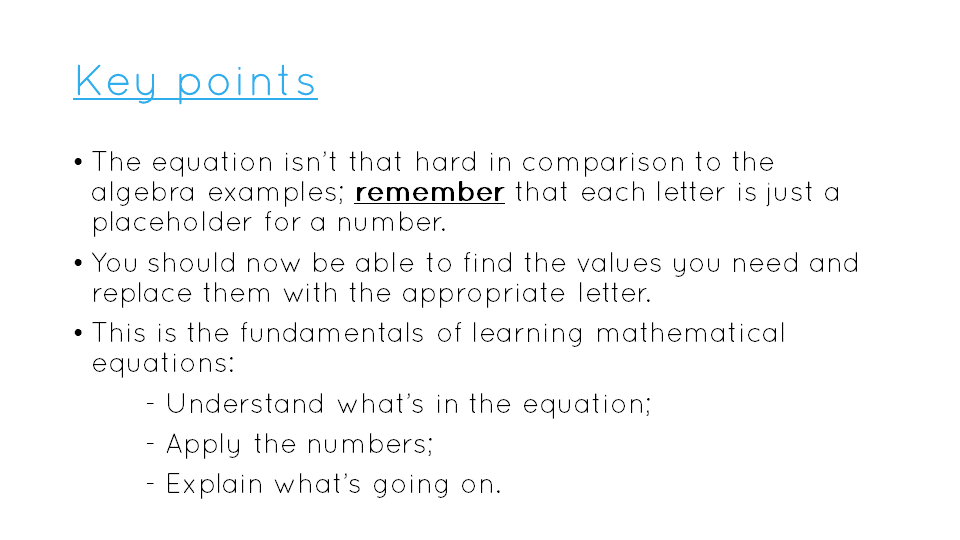 Key points
• The equation isn't that hard in comparison to the
algebra examples; remember that each letter is just a
placeholder for a number.
• You should now be able to find the values you need and
replace them with the appropriate letter.
• This is the fundamentals of learning mathematical
equations:
- Understand what's in the equation;
- Apply the numbers;
- Explain what's going on.